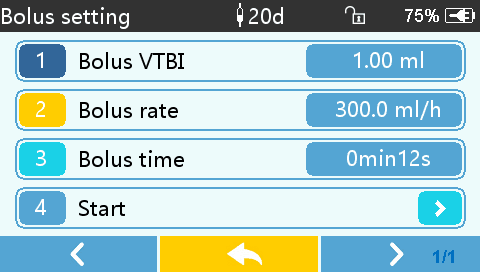 Bolus setting 20d 75%
1 Bolus VTBI 1.00 ml
2 Bolus rate 300.0 ml/h
3 Bolus time 0min12s
4 Start
1/1